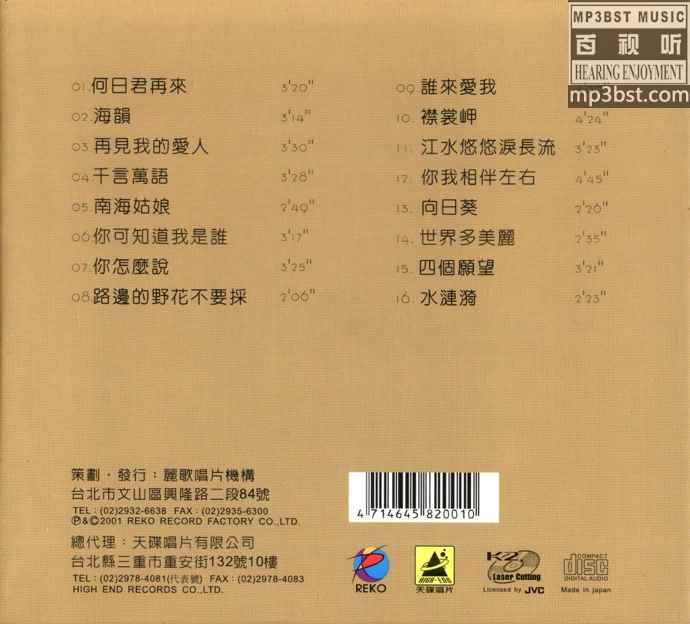 MP3BST MUSIC
百视听
HEARING ENJOYMENT
mp3bst.com
01.何日君再來 3'20"
02.海韻 3'14"
03.再見我的愛人 3'30"
04.千言萬語 3'28"
05.南海姑娘 2'49"
06.你可知道我是誰 3'17"
07.你怎麼說 3'25"
08.路邊的野花不要採 2'06"
09.誰來愛我
10.襟裳岬 4'24"
11.江水悠悠淚長流 3'23"
12.你我相伴左右 4'45"
13.向日葵 2'26"
14.世界多美麗 2'35"
15.四個願望 3'21"
16.水漣漪 2'23"
策劃・發行：麗歌唱片機構
台北市文山區興隆路二段84號
TEL：(02)2932-6638 FAX：(02)2935-6300
Ⓟ&©2001 REKO RECORD FACTORY CO.,LTD.
總代理：天碟唱片有限公司
台北縣三重市重安街132號10樓
TEL：(02)2978-4081(代表號) FAX：(02)2978-4083
HIGH END RECORDS CO.,LTD.
4 714645 820010
REKO
HIGH-END
天碟唱片
K2
Laser Cutting
Licensed by JVC
COMPACT
disc
DIGITAL AUDIO
Made in japan